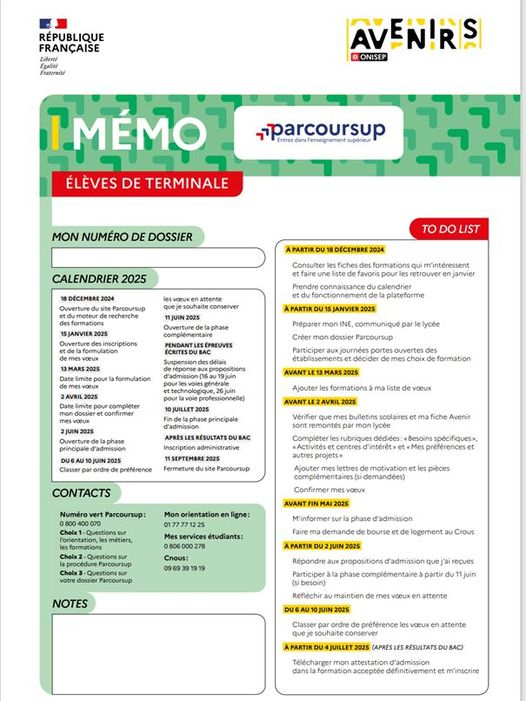 RÉPUBLIQUE
FRANÇAISE
Liberté
Égalité
Fraternité
AVENIRS
ONISEP
MÉMO
parcoursup
Entrez dans l'enseignement supérieur
ÉLÈVES DE TERMINALE
MON NUMÉRO DE DOSSIER
CALENDRIER 2025
18 DÉCEMBRE 2024
Ouverture du site Parcoursup
et du moteur de recherche
des formations
15 JANVIER 2025
Ouverture des inscriptions
et de la formulation
de mes vœux
13 MARS 2025
Date limite pour la formulation
de mes vœux
2 AVRIL 2025
Date limite pour compléter
mon dossier et confirmer
mes vœux
2 JUIN 2025
Ouverture de la phase
principale d'admission
DU 6 AU 10 JUIN 2025
Classer par ordre de préférence
les vœux en attente
que je souhaite conserver
11 JUIN 2025
Ouverture de la phase
complémentaire
PENDANT LES ÉPREUVES
ÉCRITES DU BAC
Suspension des délais
de réponse aux propositions
d'admission (16 au 19 juin
pour les voies générale
et technologique, 26 juin
pour la voie professionnelle)
10 JUILLET 2025
Fin de la phase principale
d'admission
APRÈS LES RÉSULTATS DU BAC
Inscription administrative
11 SEPTEMBRE 2025
Fermeture du site Parcoursup
CONTACTS
Numéro vert Parcoursup :
0 800 400 070
Choix 1 - Questions sur
l'orientation, les métiers,
les formations
Choix 2 - Questions sur
la procédure Parcoursup
Choix 3 - Questions sur
votre dossier Parcoursup
Mon orientation en ligne :
01 77 77 12 25
Mes services étudiants :
0 806 000 278
Cnous :
09 69 39 19 19
NOTES
TO DO LIST
À PARTIR DU 18 DÉCEMBRE 2024
Consulter les fiches des formations qui m'intéressent
et faire une liste de favoris pour les retrouver en janvier
Prendre connaissance du calendrier
et du fonctionnement de la plateforme
À PARTIR DU 15 JANVIER 2025
Préparer mon INE, communiqué par le lycée
Créer mon dossier Parcoursup
Participer aux journées portes ouvertes des
établissements et décider de mes choix de formation
AVANT LE 13 MARS 2025
Ajouter les formations à ma liste de vœux
AVANT LE 2 AVRIL 2025
Vérifier que mes bulletins scolaires et ma fiche Avenir
sont remontés par mon lycée
Compléter les rubriques dédiées : « Besoins spécifiques »,
« Activités et centres d'intérêt » et « Mes préférences et
autres projets »
Ajouter mes lettres de motivation et les pièces
complémentaires (si demandées)
Confirmer mes vœux
AVANT FIN MAI 2025
M'informer sur la phase d'admission
Faire ma demande de bourse et de logement au Crous
À PARTIR DU 2 JUIN 2025
Répondre aux propositions d'admission que j'ai reçues
Participer à la phase complémentaire à partir du 11 juin
(si besoin)
Réfléchir au maintien de mes vœux en attente
DU 6 AU 10 JUIN 2025
Classer par ordre de préférence les vœux en attente
que je souhaite conserver
À PARTIR DU 4 JUILLET 2025 (APRÈS LES RÉSULTATS DU BAC)
Télécharger mon attestation d'admission
dans la formation acceptée définitivement et m'inscrire